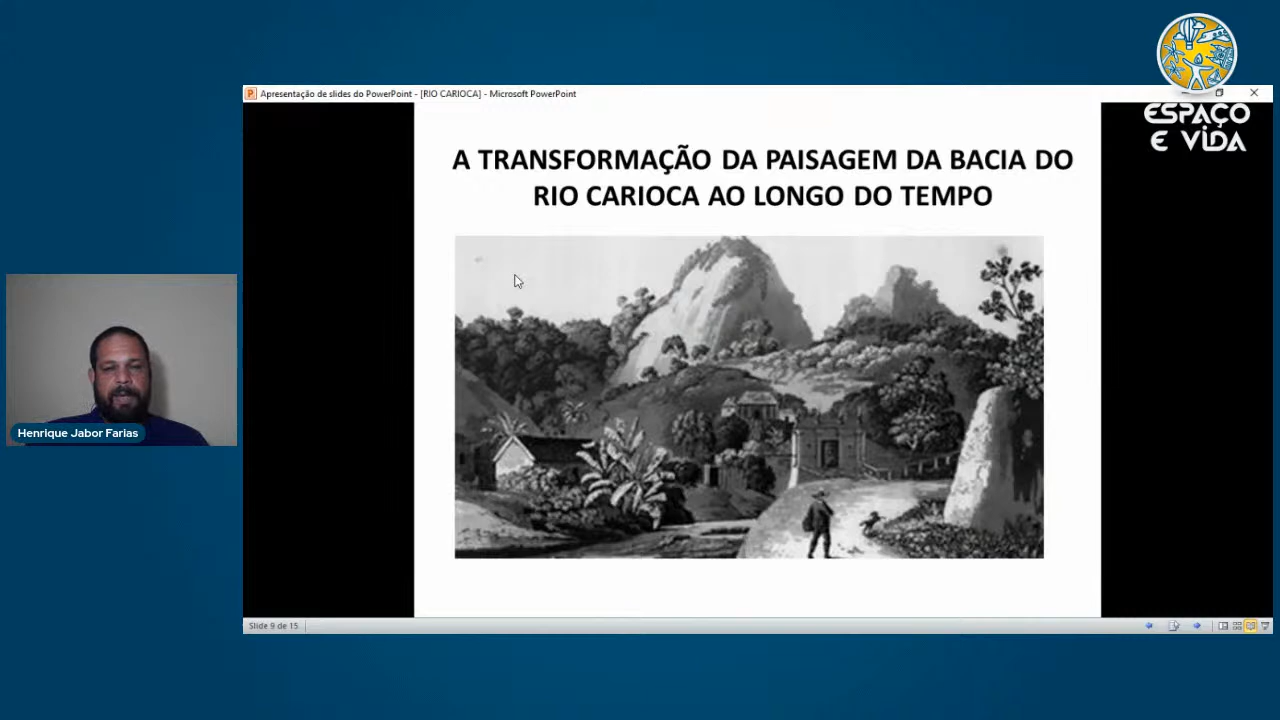 Apresentação de slides do PowerPoint - [RIO CARIOCA] - Microsoft PowerPoint
ESPAÇO
E VIDA
A TRANSFORMAÇÃO DA PAISAGEM DA BACIA DO
RIO CARIOCA AO LONGO DO TEMPO
Henrique Jabor Farias
Slide 9 de 15